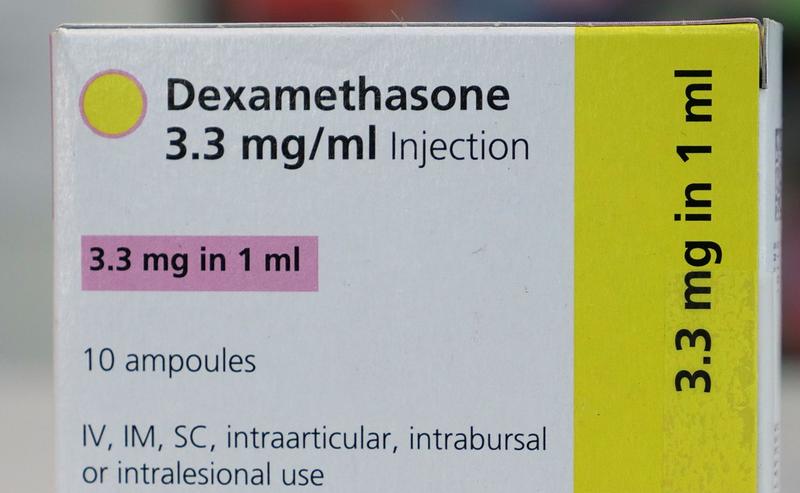 Dexamethasone
3.3 mg/ml Injection
3.3 mg in 1 ml
10 ampoules
IV, IM, SC, intraarticular, intrabursal
or intralesional use
3.3 mg in 1 ml